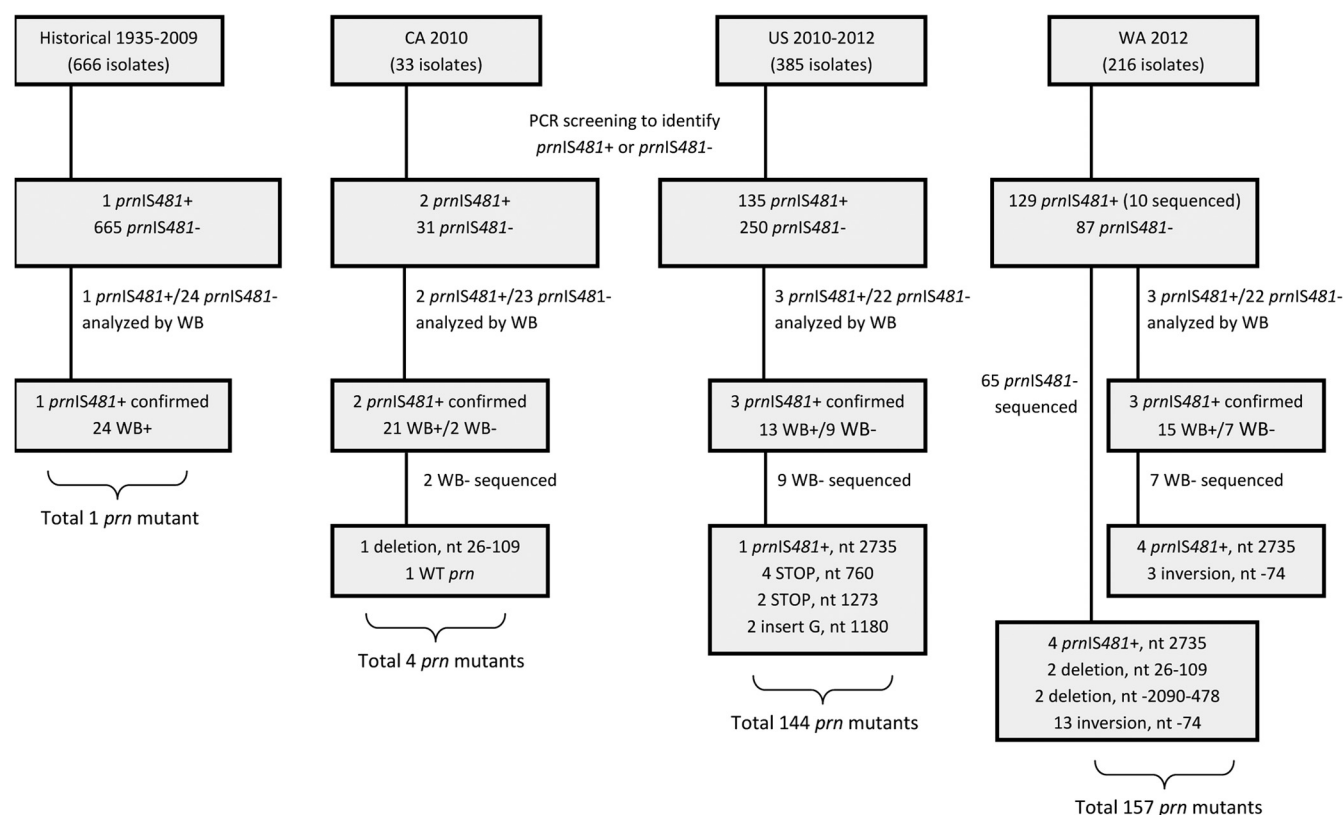 Historical 1935-2009
(666 isolates)
1 prnIS481+
665 prnIS481-
1 prnIS481+/24 prnIS481-
analyzed by WB
1 prnIS481+ confirmed
24 WB+
Total 1 prn mutant
CA 2010
(33 isolates)
2 prnIS481+
31 prnIS481-
2 prnIS481+/23 prnIS481-
analyzed by WB
2 prnIS481+ confirmed
21 WB+/2 WB-
2 WB- sequenced
1 deletion, nt 26-109
1 WT prn
Total 4 prn mutants
PCR screening to identify
prnIS481+ or prnIS481-
US 2010-2012
(385 isolates)
135 prnIS481+
250 prnIS481-
3 prnIS481+/22 prnIS481-
analyzed by WB
3 prnIS481+ confirmed
13 WB+/9 WB-
9 WB- sequenced
1 prnIS481+, nt 2735
4 STOP, nt 760
2 STOP, nt 1273
2 insert G, nt 1180
Total 144 prn mutants
WA 2012
(216 isolates)
129 prnIS481+ (10 sequenced)
87 prnIS481-
3 prnIS481+/22 prnIS481-
analyzed by WB
65 prnIS481-
sequenced
3 prnIS481+ confirmed
15 WB+/7 WB-
7 WB- sequenced
4 prnIS481+, nt 2735
3 inversion, nt -74
4 prnIS481+, nt 2735
2 deletion, nt 26-109
2 deletion, nt -2090-478
13 inversion, nt -74
Total 157 prn mutants